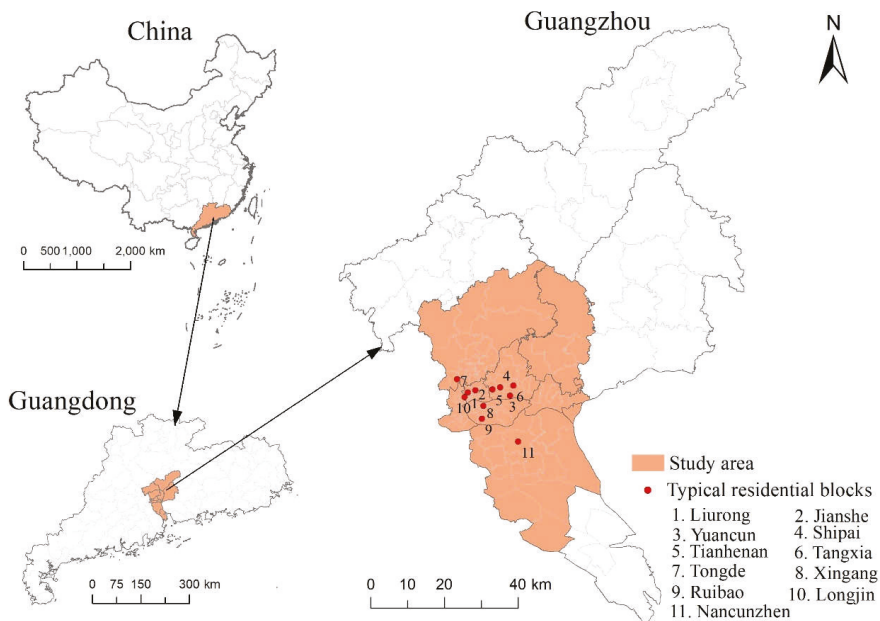 China
Guangzhou
N
0 500 1,000 2,000 km
Guangdong
0 75 150 300 km
7
4
2
5
6
10
1
8
3
9
11
0 20 40 km
Study area
Typical residential blocks
1. Liurong 2. Jianshe
3. Yuancun 4. Shipai
5. Tianhenan 6. Tangxia
7. Tongde 8. Xingang
9. Ruibao 10. Longjin
11. Nancunzhen